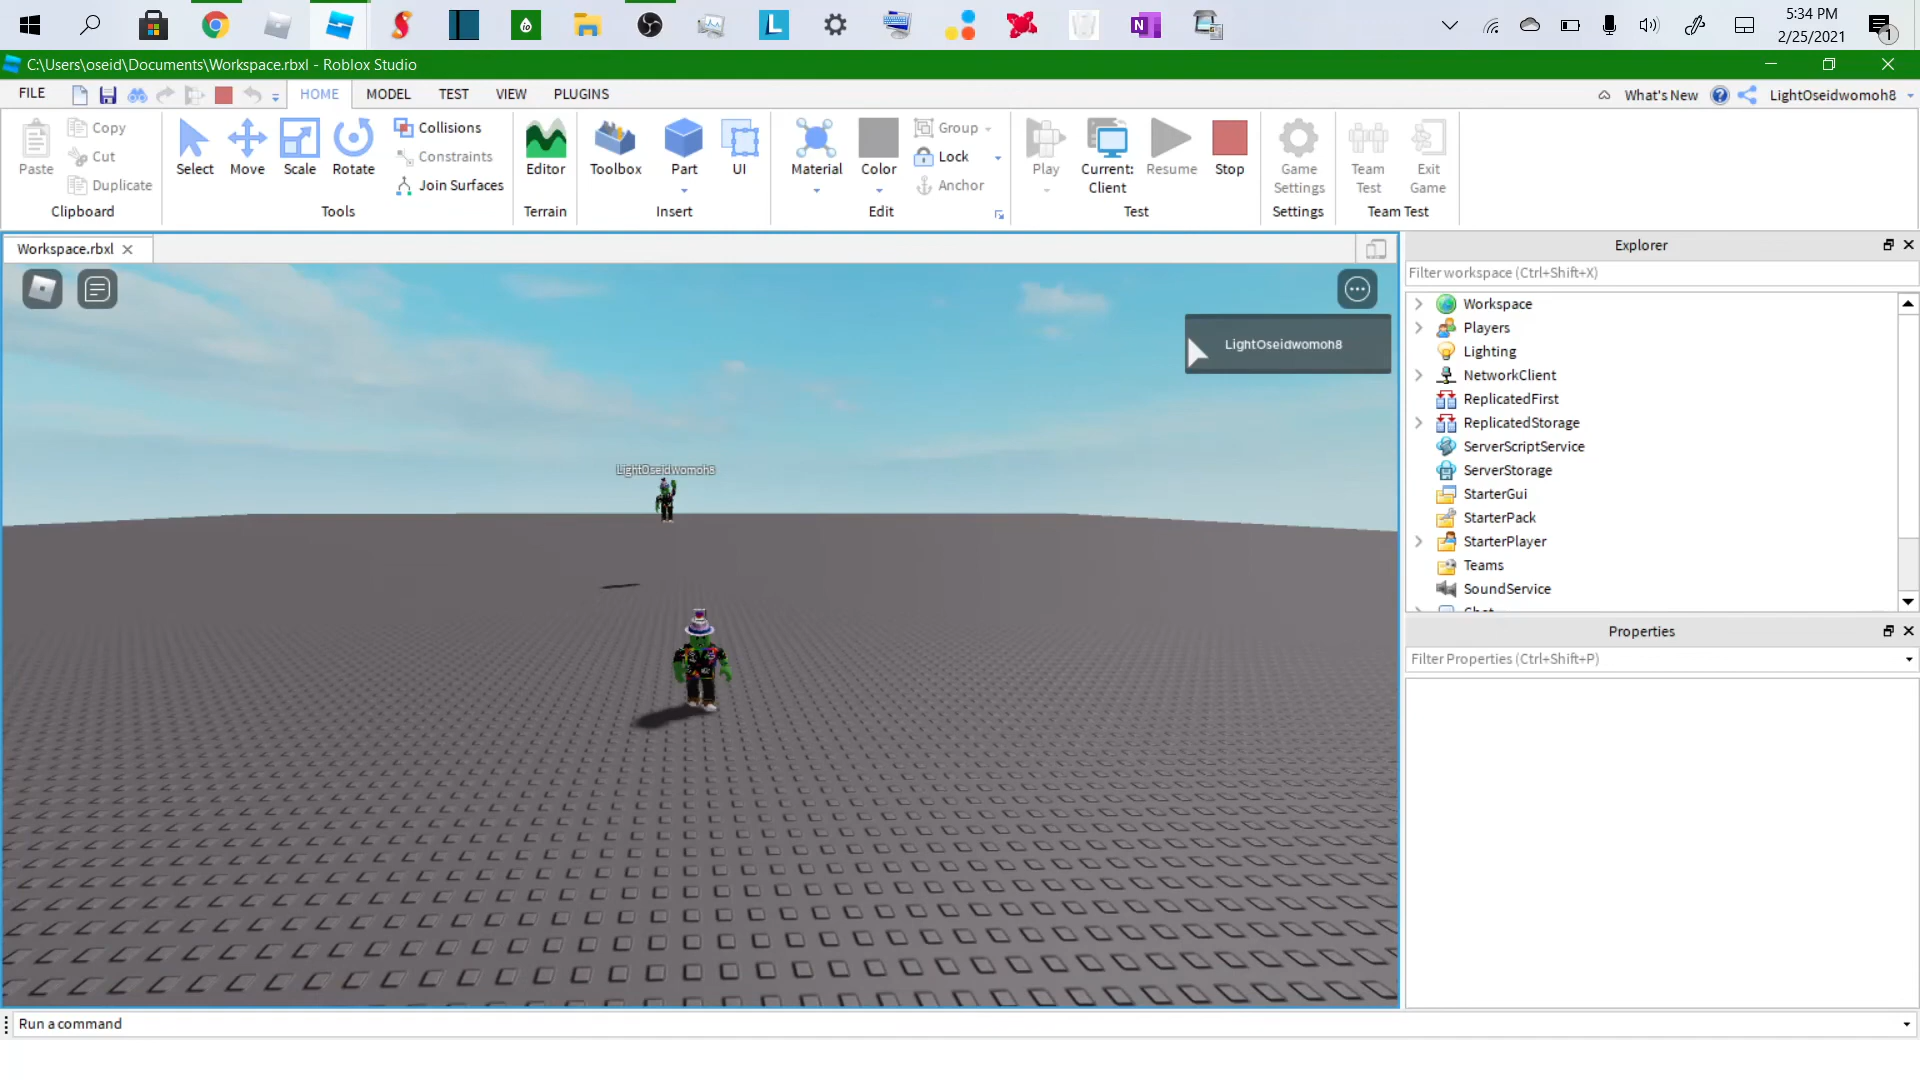 5:34 PM
2/25/2021
1
C:\Users\oseid\Documents\Workspace.rbxl - Roblox Studio
FILE
HOME
MODEL
TEST
VIEW
PLUGINS
What's New
LightOseidwomoh8
Paste
Copy
Cut
Duplicate
Clipboard
Select
Move
Scale
Rotate
Collisions
Constraints
Join Surfaces
Tools
Editor
Terrain
Toolbox
Part
UI
Insert
Material
Color
Group
Lock
Anchor
Edit
Play
Current:
Client
Resume
Stop
Test
Game
Settings
Settings
Team
Test
Exit
Game
Team Test
Workspace.rbxl
LightOseidwomoh8
LightOseidwomoh8
Explorer
Filter workspace (Ctrl+Shift+X)
Workspace
Players
Lighting
NetworkClient
ReplicatedFirst
ReplicatedStorage
ServerScriptService
ServerStorage
StarterGui
StarterPack
StarterPlayer
Teams
SoundService
Chat
Properties
Filter Properties (Ctrl+Shift+P)
Run a command